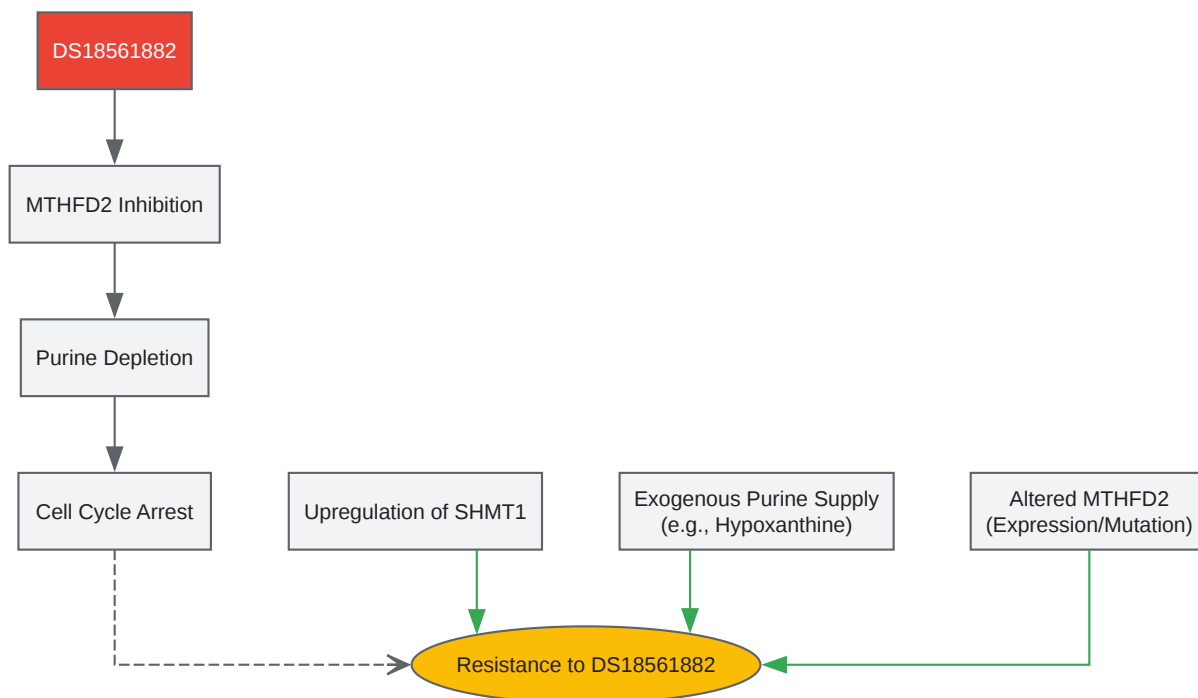 DS18561882
MTHFD2 Inhibition
Purine Depletion
Cell Cycle Arrest
Upregulation of SHMT1
Exogenous Purine Supply
(e.g., Hypoxanthine)
Altered MTHFD2
(Expression/Mutation)
Resistance to DS18561882